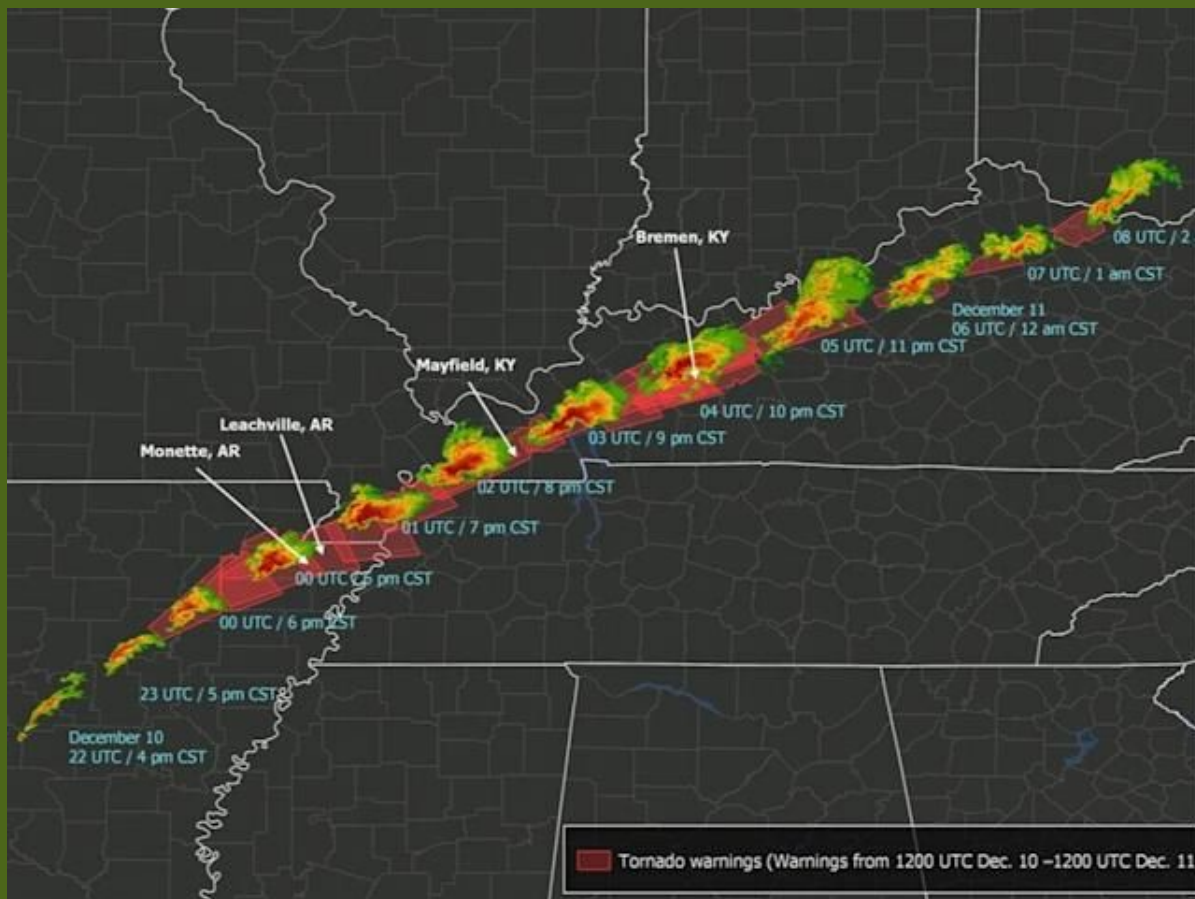 Bremen, KY
08 UTC / 2
07 UTC / 1 am CST
December 11
06 UTC / 12 am CST
05 UTC / 11 pm CST
Mayfield, KY
04 UTC / 10 pm CST
Leachville, AR
03 UTC / 9 pm CST
Monette, AR
02 UTC / 8 pm CST
01 UTC / 7 pm CST
00 UTC pm CST
00 UTC / 6 pm CST
23 UTC / 5 pm CST
December 10
22 UTC / 4 pm CST
Tornado warnings (Warnings from 1200 UTC Dec. 10 –1200 UTC Dec. 11